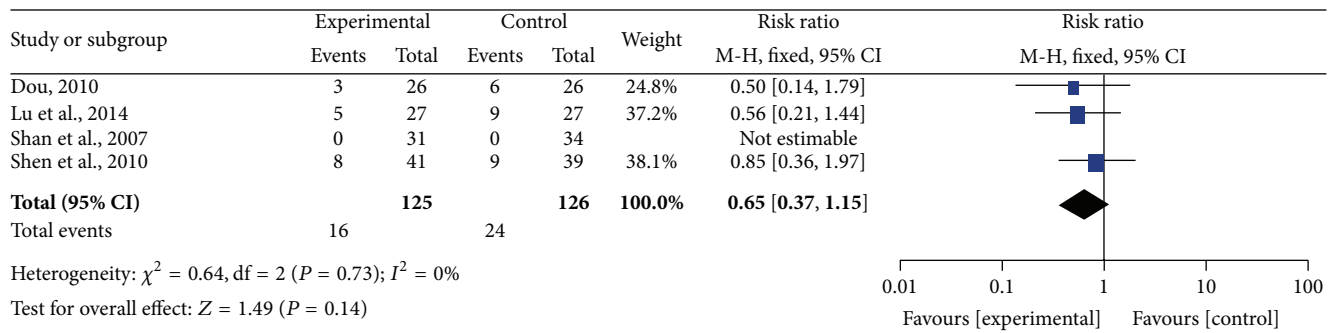 Study or subgroup Experimental Control Weight Risk ratio Risk ratio
Events Total Events Total M-H, fixed, 95% CI M-H, fixed, 95% CI
Dou, 2010 3 26 6 26 24.8% 0.50 [0.14, 1.79]
Lu et al., 2014 5 27 9 27 37.2% 0.56 [0.21, 1.44]
Shan et al., 2007 0 31 0 34 Not estimable
Shen et al., 2010 8 41 9 39 38.1% 0.85 [0.36, 1.97]
Total (95% CI) 125 126 100.0% 0.65 [0.37, 1.15]
Total events 16 24
Heterogeneity: χ² = 0.64, df = 2 (P = 0.73); I² = 0%
Test for overall effect: Z = 1.49 (P = 0.14)
0.01 0.1 1 10 100
Favours [experimental] Favours [control]